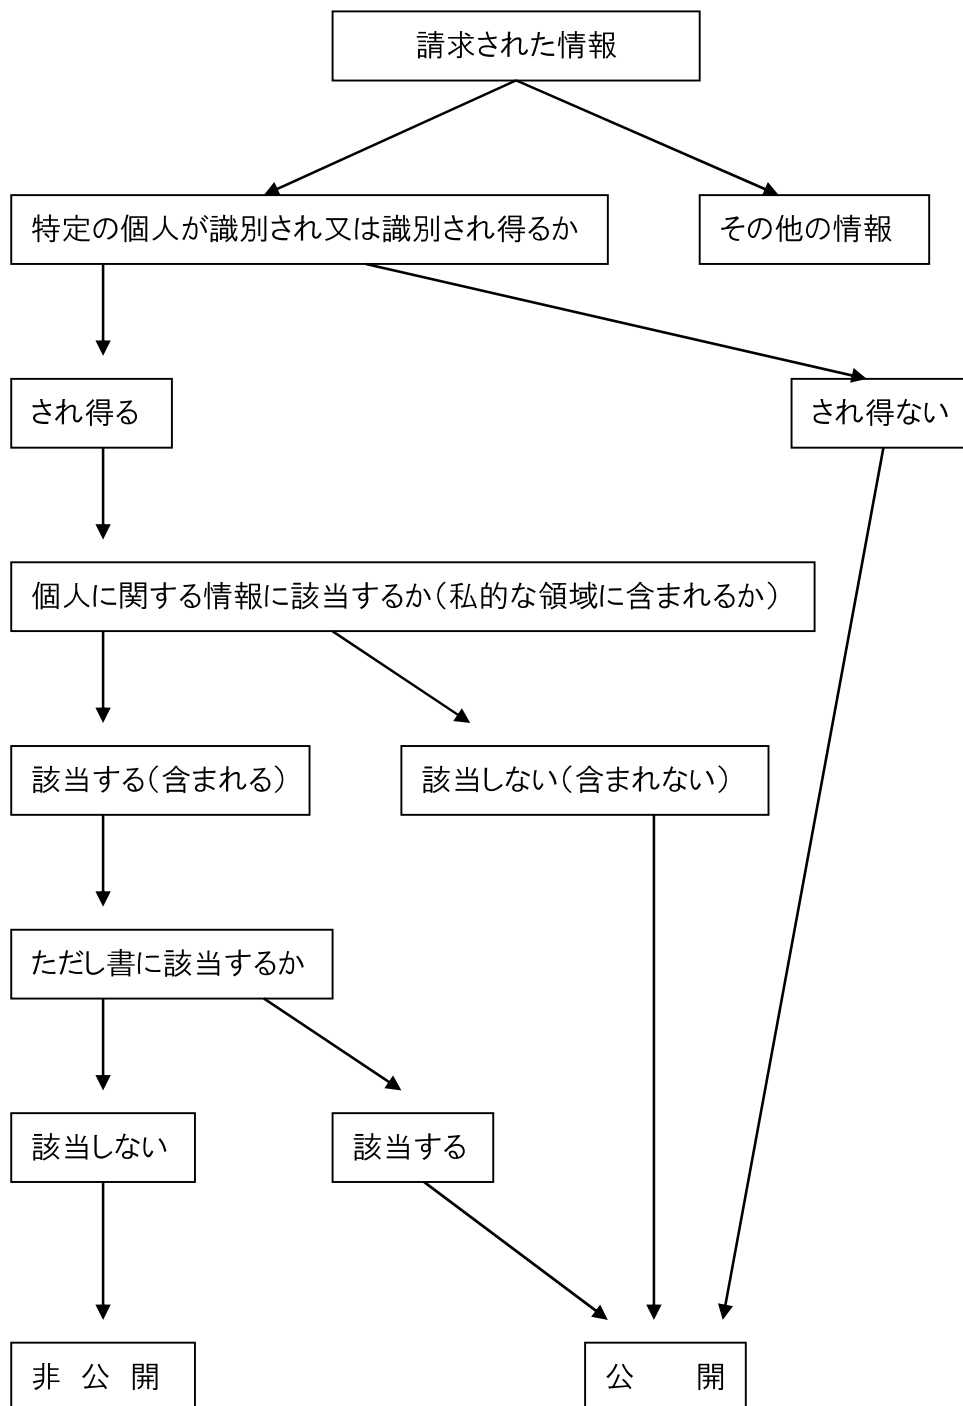 請求された情報
特定の個人が識別され又は識別され得るか
その他の情報
され得る
され得ない
個人に関する情報に該当するか（私的な領域に含まれるか）
該当する（含まれる）
該当しない（含まれない）
ただし書に該当するか
該当しない
該当する
非　公　開
公　　開